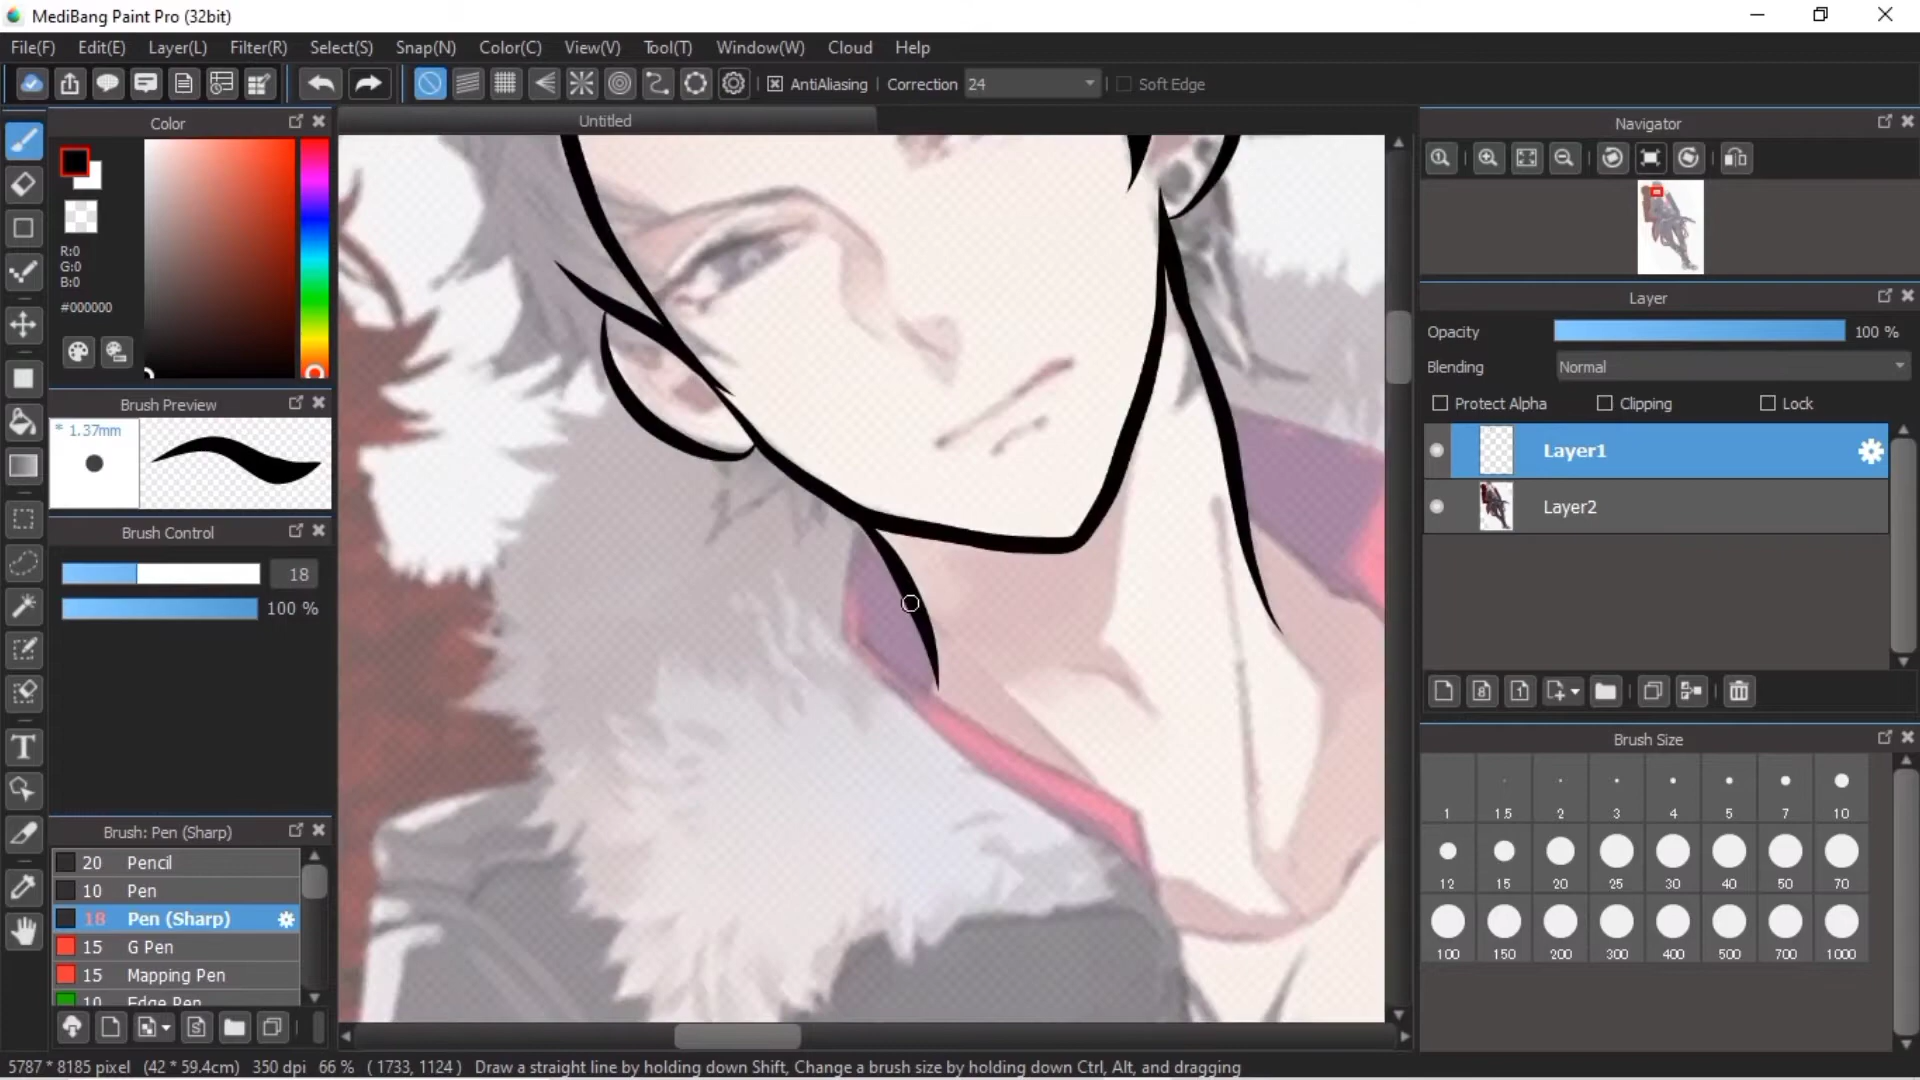 MediBang Paint Pro (32bit)
File(F) Edit(E) Layer(L) Filter(R) Select(S) Snap(N) Color(C) View(V) Tool(T) Window(W) Cloud Help
AntiAliasing Correction 24 Soft Edge
Color
R:0
G:0
B:0
#000000
Brush Preview
* 1.37mm
Brush Control
18
100 %
Brush: Pen (Sharp)
20 Pencil
10 Pen
18 Pen (Sharp)
15 G Pen
15 Mapping Pen
10 Edge Pen
Untitled
Navigator
Layer
Opacity 100 %
Blending Normal
Protect Alpha Clipping Lock
Layer1
Layer2
Brush Size
1 1.5 2 3 4 5 7 10
12 15 20 25 30 40 50 70
100 150 200 300 400 500 700 1000
5787 * 8185 pixel (42 * 59.4cm) 350 dpi 66 % ( 1733, 1124 ) Draw a straight line by holding down Shift, Change a brush size by holding down Ctrl, Alt, and dragging